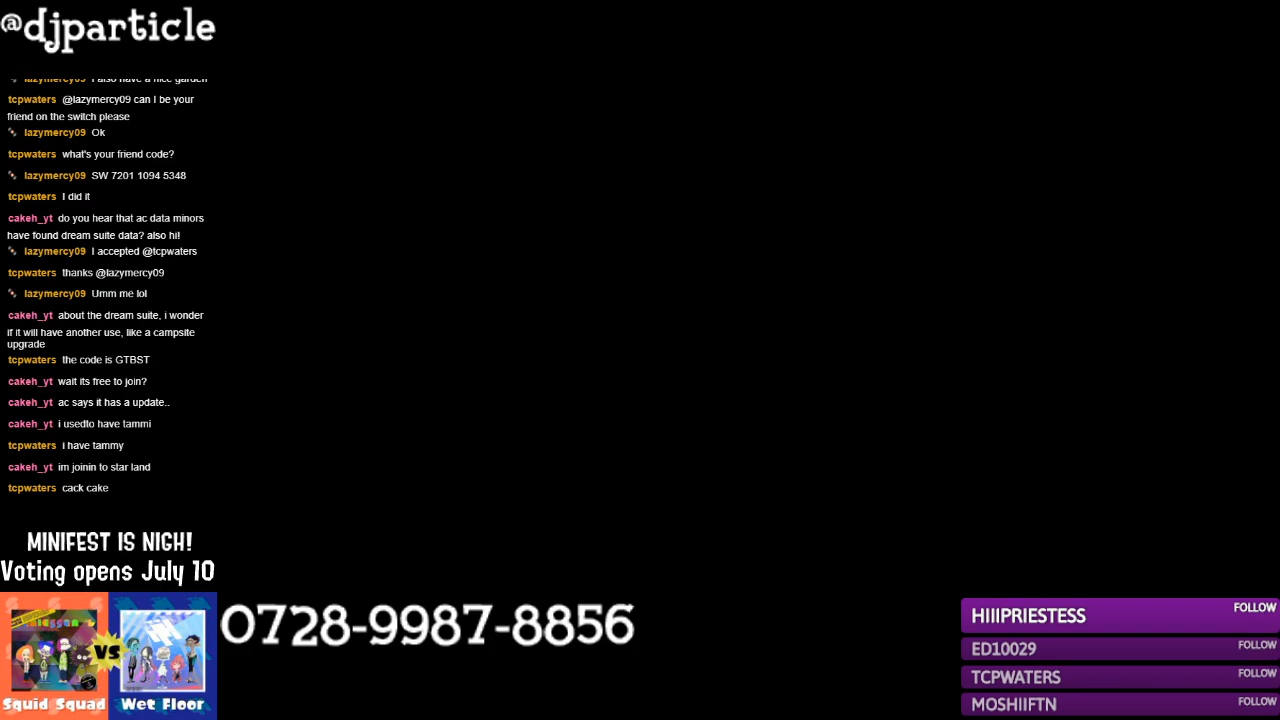 @djparticle
lazymercy09 I also have a nice garden
tcpwaters @lazymercy09 can I be your
friend on the switch please
lazymercy09 Ok
tcpwaters what's your friend code?
lazymercy09 SW 7201 1094 5348
tcpwaters I did it
cakeh_yt do you hear that ac data minors
have found dream suite data? also hi!
lazymercy09 I accepted @tcpwaters
tcpwaters thanks @lazymercy09
lazymercy09 Umm me lol
cakeh_yt about the dream suite, i wonder
if it will have another use, like a campsite
upgrade
tcpwaters the code is GTBST
cakeh_yt wait its free to join?
cakeh_yt ac says it has a update..
cakeh_yt i usedto have tammi
tcpwaters i have tammy
cakeh_yt im joinin to star land
tcpwaters cack cake
MINIFEST IS NIGH!
Voting opens July 10
VS
Squid Squad
Wet Floor
0728-9987-8856
HIIIPRIESTESS FOLLOW
ED10029 FOLLOW
TCPWATERS FOLLOW
MOSHIIFTN FOLLOW